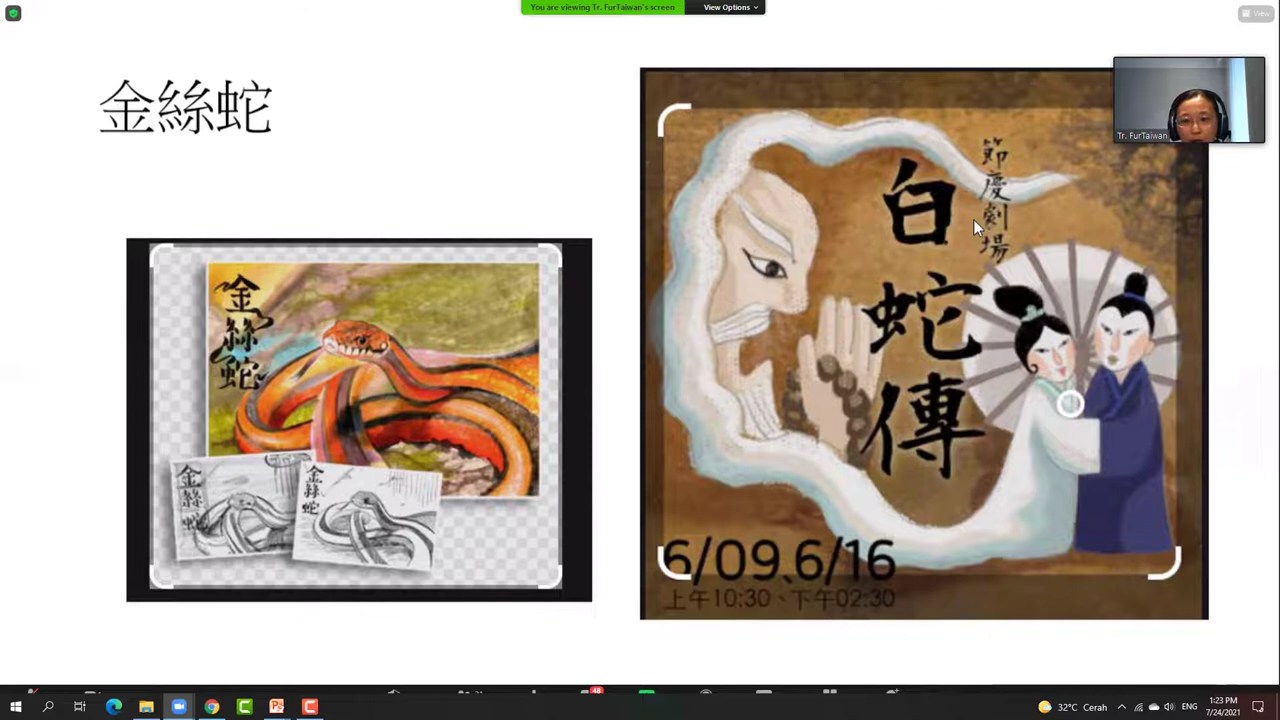 You are viewing Tr. FurTaiwan's screen
View Options
View
金絲蛇
Tr. FurTaiwan
節慶劇場
白蛇傳
金絲蛇
金絲蛇
金絲蛇
6/09、6/16
上午10:30、下午02:30
48
32°C Cerah
ENG
1:23 PM
7/24/2021